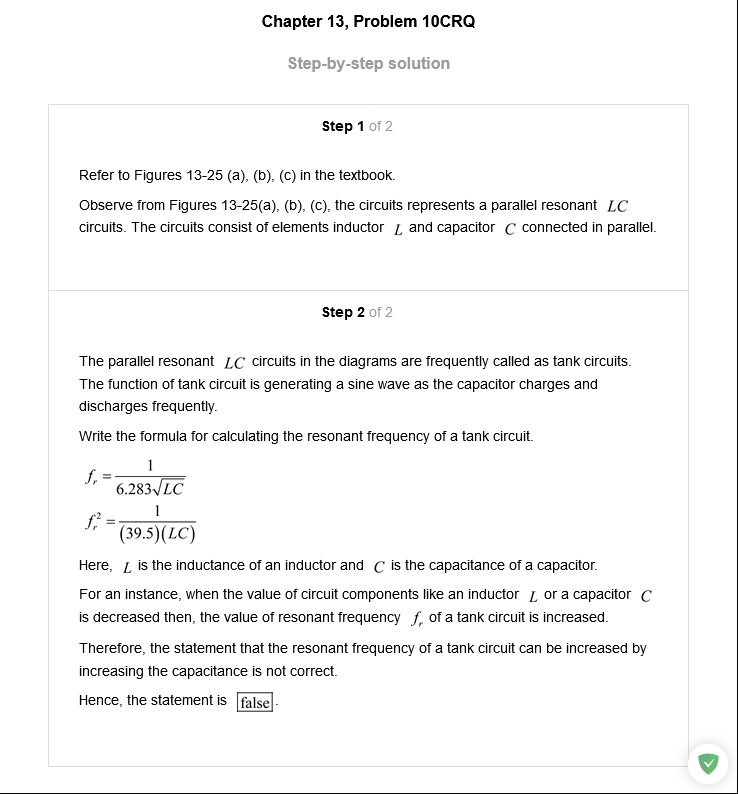 Chapter 13, Problem 10CRQ
Step-by-step solution
Step 1 of 2
Refer to Figures 13-25 (a), (b), (c) in the textbook.
Observe from Figures 13-25(a), (b), (c), the circuits represents a parallel resonant LC
circuits. The circuits consist of elements inductor L and capacitor C connected in parallel.
Step 2 of 2
The parallel resonant LC circuits in the diagrams are frequently called as tank circuits.
The function of tank circuit is generating a sine wave as the capacitor charges and
discharges frequently.
Write the formula for calculating the resonant frequency of a tank circuit.
f_r = 1 / (6.283√LC)
f_r² = 1 / ((39.5)(LC))
Here, L is the inductance of an inductor and C is the capacitance of a capacitor.
For an instance, when the value of circuit components like an inductor L or a capacitor C
is decreased then, the value of resonant frequency f_r of a tank circuit is increased.
Therefore, the statement that the resonant frequency of a tank circuit can be increased by
increasing the capacitance is not correct.
Hence, the statement is false.